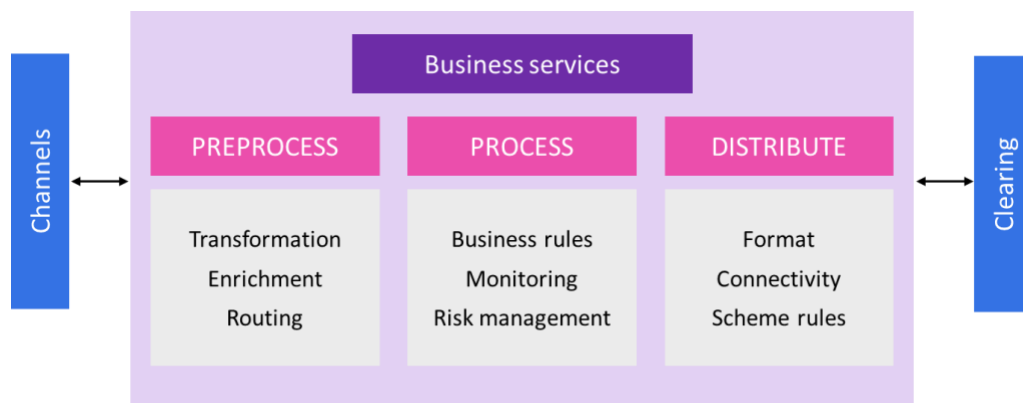 Channels
Business services
PREPROCESS
Transformation
Enrichment
Routing
PROCESS
Business rules
Monitoring
Risk management
DISTRIBUTE
Format
Connectivity
Scheme rules
Clearing